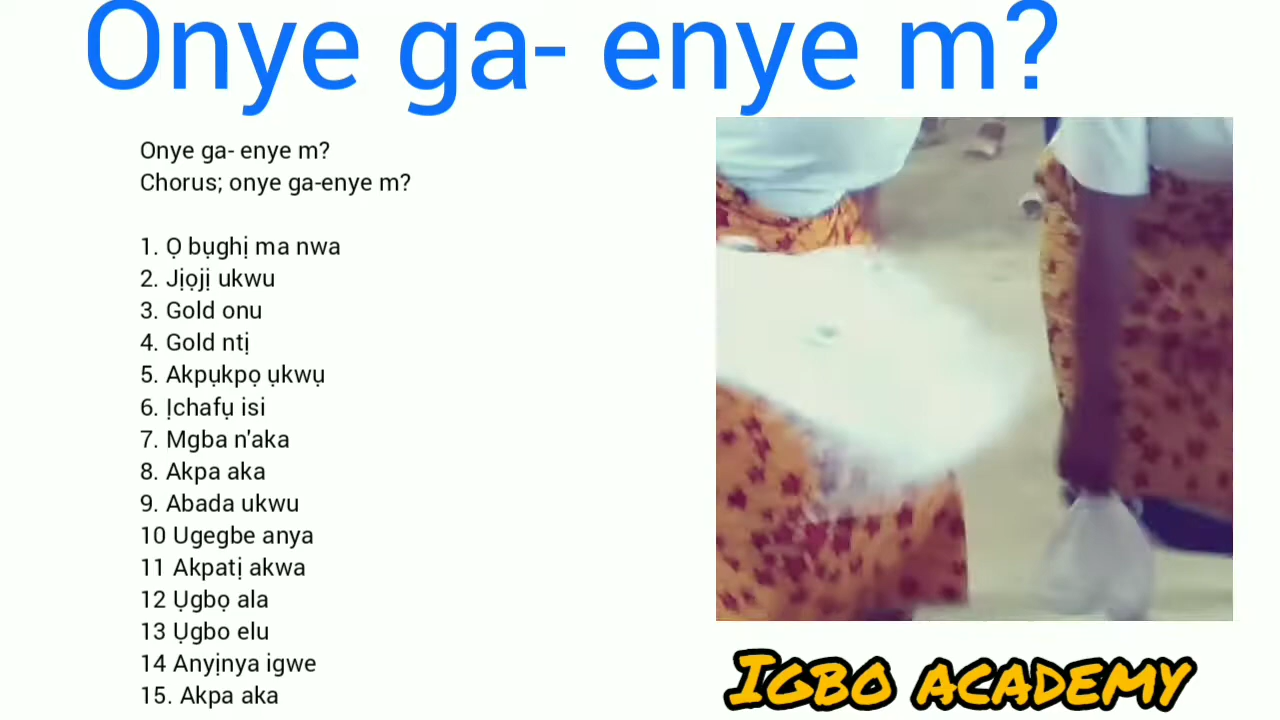 Onye ga- enye m?
Onye ga- enye m?
Chorus; onye ga-enye m?
1. Ọ bụghị ma nwa
2. Jịọjị ukwu
3. Gold onu
4. Gold ntị
5. Akpụkpọ ụkwụ
6. Ịchafụ isi
7. Mgba n'aka
8. Akpa aka
9. Abada ukwu
10 Ugegbe anya
11 Akpatị akwa
12 Ụgbọ ala
13 Ụgbo elu
14 Anyịnya igwe
15. Akpa aka
IGBO ACADEMY